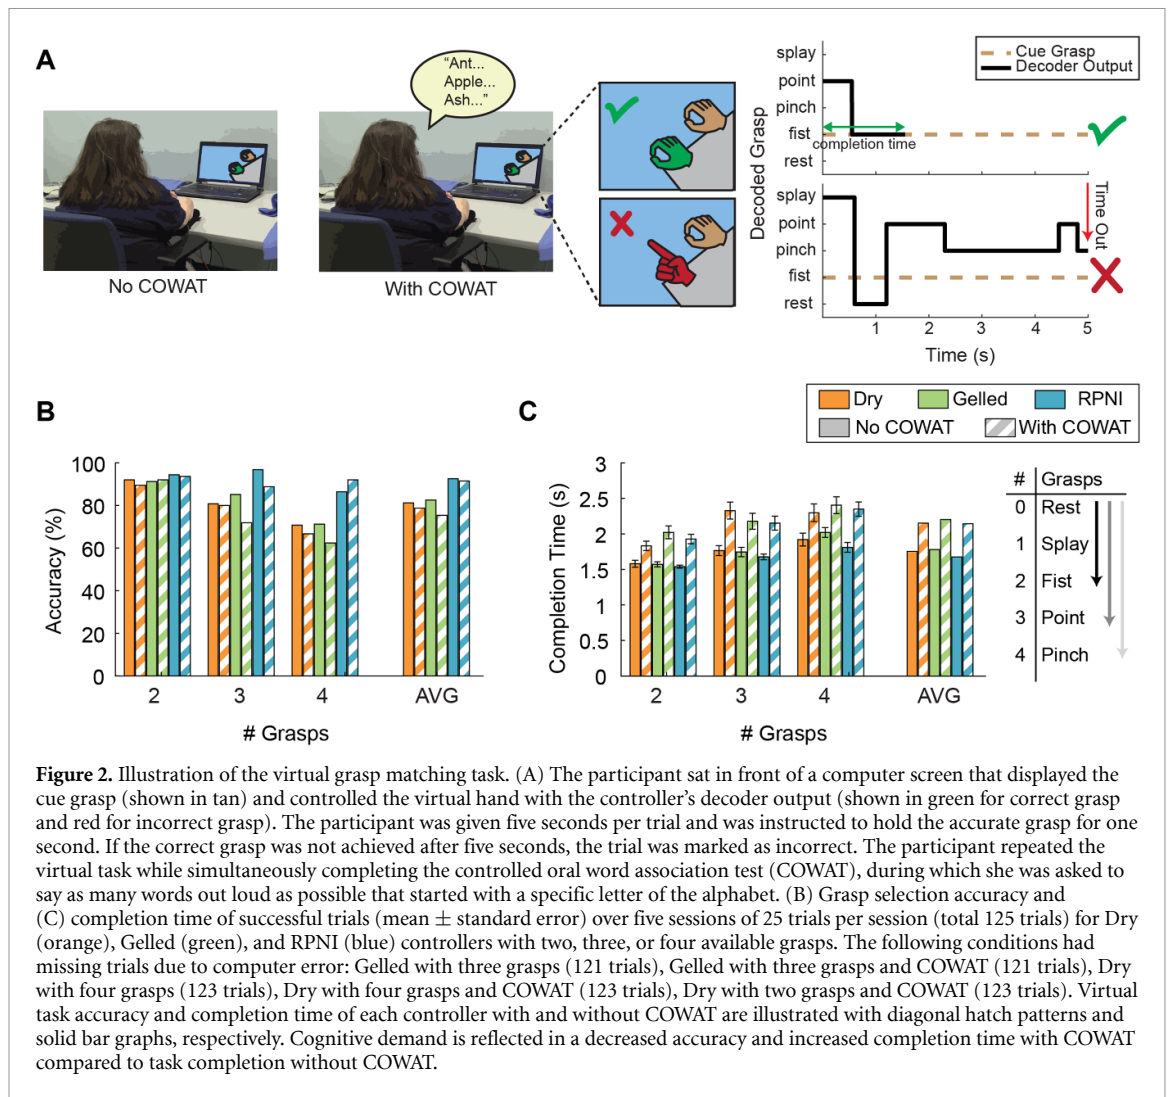 A
"Ant...
Apple...
Ash..."
No COWAT
With COWAT
Decoded Grasp
splay
point
pinch
fist
rest
Cue Grasp
Decoder Output
completion time
splay
point
pinch
fist
rest
Time Out
1 2 3 4 5
Time (s)
Dry Gelled RPNI
No COWAT With COWAT
B
Accuracy (%)
100
80
60
40
20
0
2 3 4 AVG
# Grasps
C
Completion Time (s)
3
2.5
2
1.5
1
0.5
0
2 3 4 AVG
# Grasps
# Grasps
0 Rest
1 Splay
2 Fist
3 Point
4 Pinch
Figure 2. Illustration of the virtual grasp matching task. (A) The participant sat in front of a computer screen that displayed the
cue grasp (shown in tan) and controlled the virtual hand with the controller's decoder output (shown in green for correct grasp
and red for incorrect grasp). The participant was given five seconds per trial and was instructed to hold the accurate grasp for one
second. If the correct grasp was not achieved after five seconds, the trial was marked as incorrect. The participant repeated the
virtual task while simultaneously completing the controlled oral word association test (COWAT), during which she was asked to
say as many words out loud as possible that started with a specific letter of the alphabet. (B) Grasp selection accuracy and
(C) completion time of successful trials (mean ± standard error) over five sessions of 25 trials per session (total 125 trials) for Dry
(orange), Gelled (green), and RPNI (blue) controllers with two, three, or four available grasps. The following conditions had
missing trials due to computer error: Gelled with three grasps (121 trials), Gelled with three grasps and COWAT (121 trials), Dry
with four grasps (123 trials), Dry with four grasps and COWAT (123 trials), Dry with two grasps and COWAT (123 trials). Virtual
task accuracy and completion time of each controller with and without COWAT are illustrated with diagonal hatch patterns and
solid bar graphs, respectively. Cognitive demand is reflected in a decreased accuracy and increased completion time with COWAT
compared to task completion without COWAT.